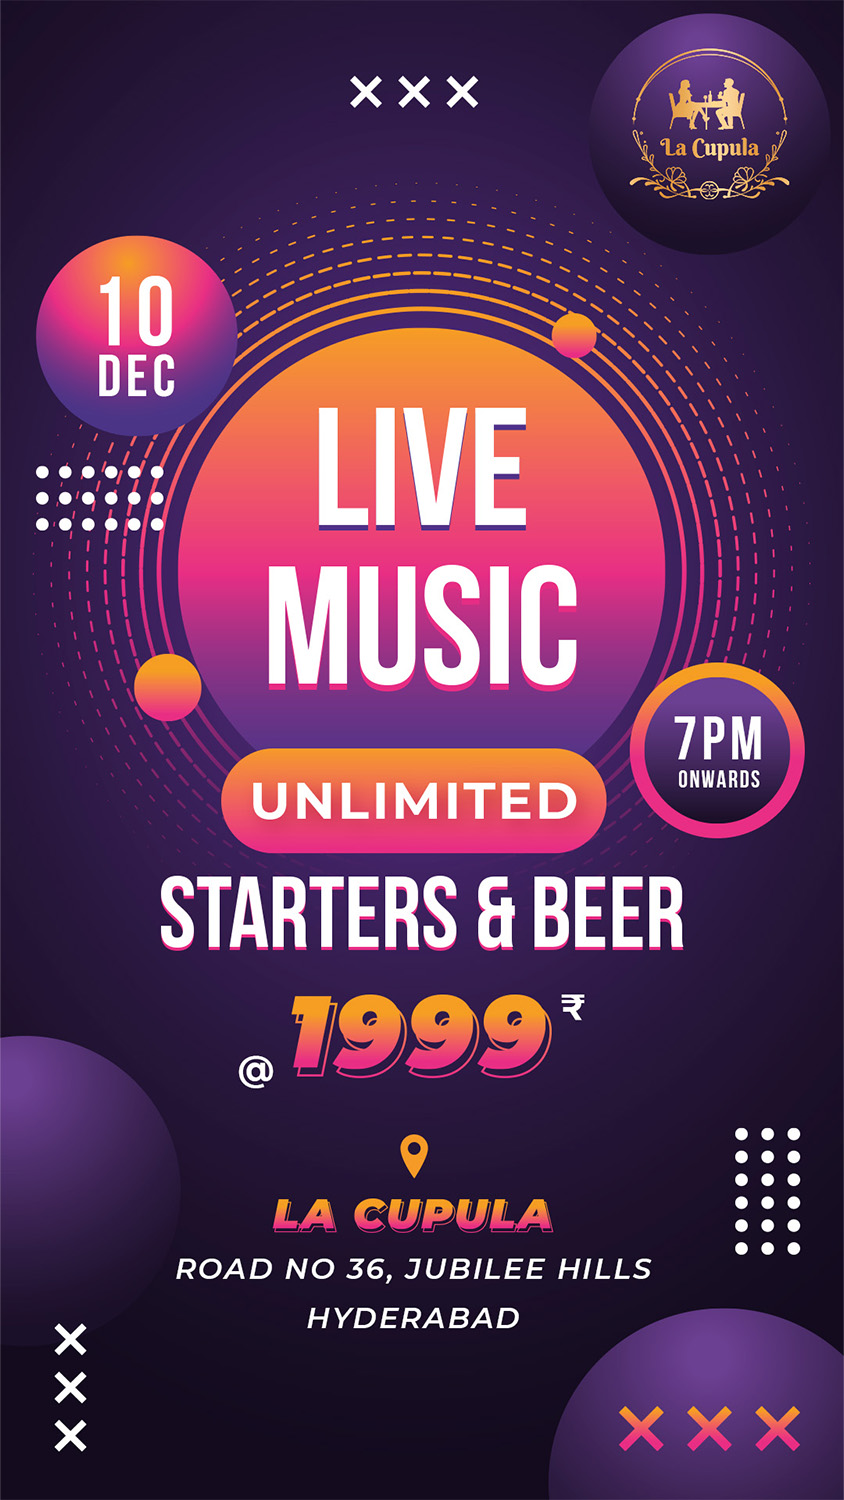 La Cupula
10
DEC
LIVE
MUSIC
7PM
ONWARDS
UNLIMITED
STARTERS & BEER
@ 1999 ₹
LA CUPULA
ROAD NO 36, JUBILEE HILLS
HYDERABAD